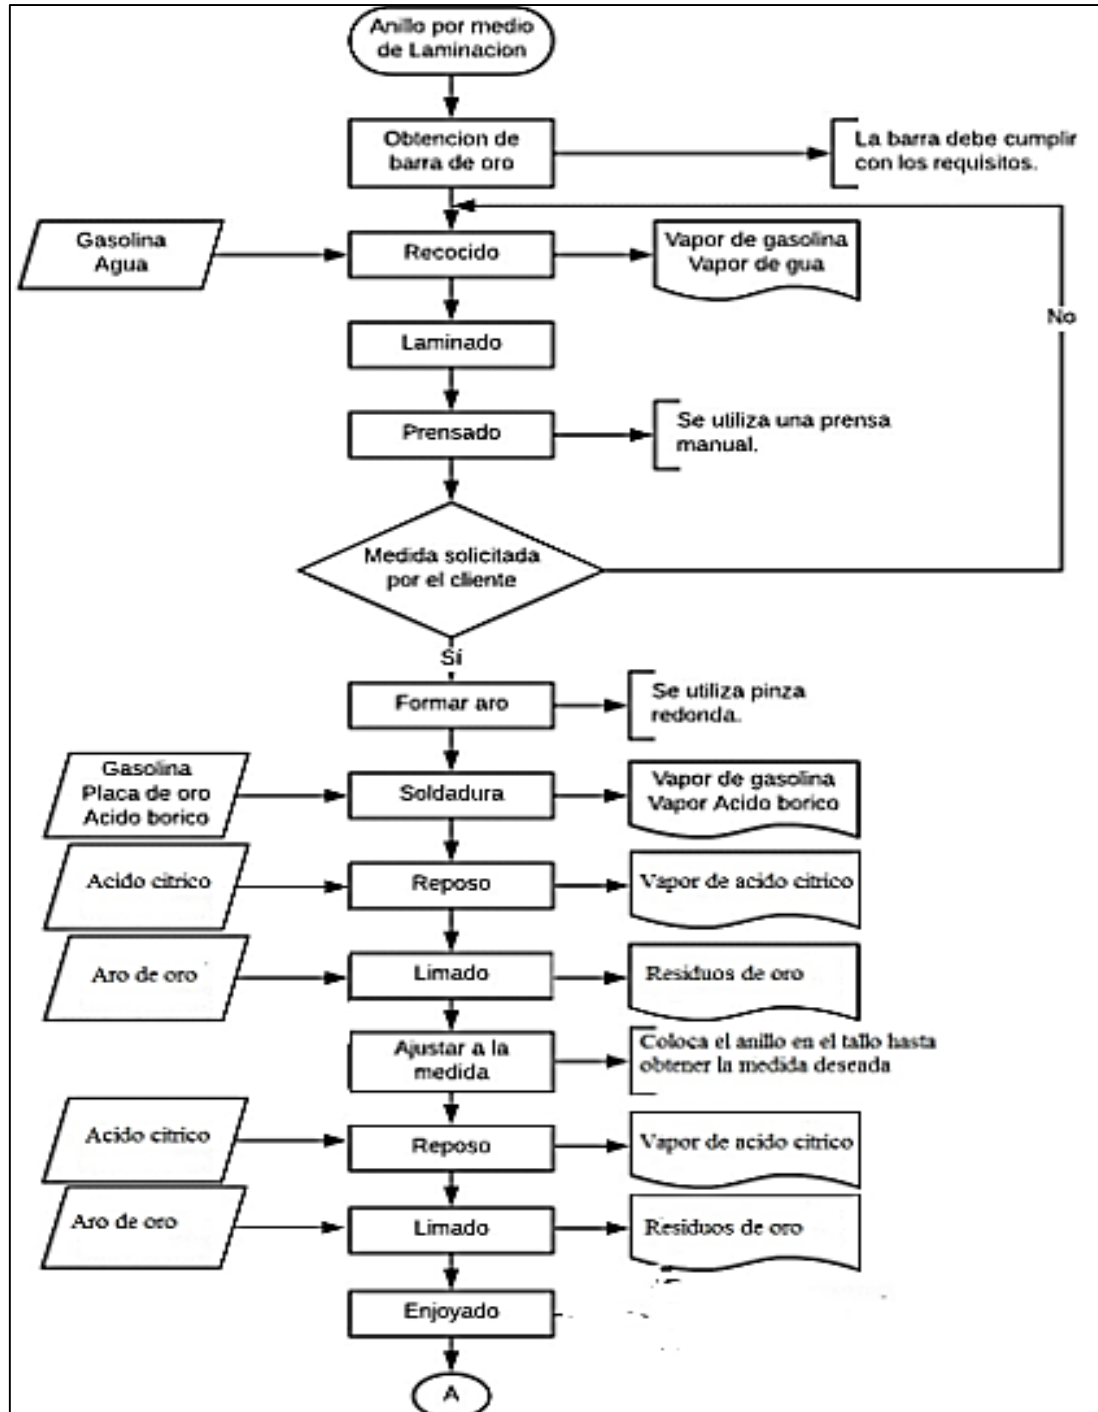 Anillo por medio
de Laminacion
Obtencion de
barra de oro
La barra debe cumplir
con los requisitos.
Gasolina
Agua
Recocido
Vapor de gasolina
Vapor de gua
No
Laminado
Prensado
Se utiliza una prensa
manual.
Medida solicitada
por el cliente
Sí
Formar aro
Se utiliza pinza
redonda.
Gasolina
Placa de oro
Acido borico
Soldadura
Vapor de gasolina
Vapor Acido borico
Acido citrico
Reposo
Vapor de acido citrico
Aro de oro
Limado
Residuos de oro
Ajustar a la
medida
Coloca el anillo en el tallo hasta
obtener la medida deseada
Acido citrico
Reposo
Vapor de acido citrico
Aro de oro
Limado
Residuos de oro
Enjoyado
A